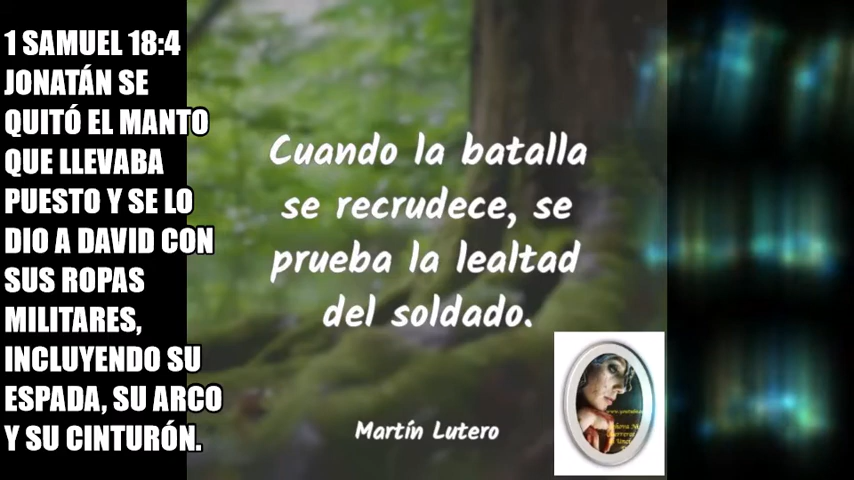 1 SAMUEL 18:4
JONATÁN SE
QUITÓ EL MANTO
QUE LLEVABA
PUESTO Y SE LO
DIO A DAVID CON
SUS ROPAS
MILITARES,
INCLUYENDO SU
ESPADA, SU ARCO
Y SU CINTURÓN.
Cuando la batalla
se recrudece, se
prueba la lealtad
del soldado.
Martín Lutero